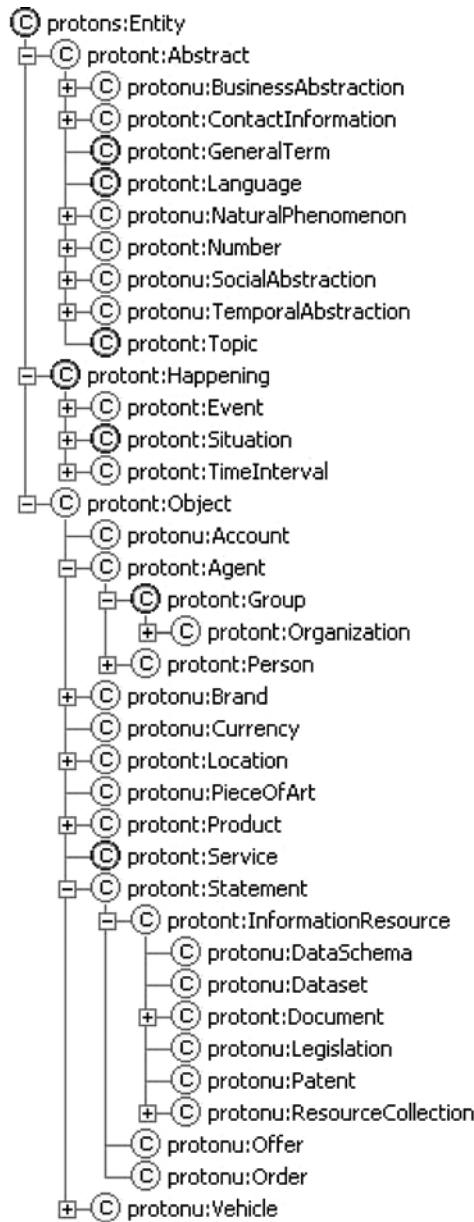 C protons:Entity
C protont:Abstract
C protonu:BusinessAbstraction
C protont:ContactInformation
C protont:GeneralTerm
C protont:Language
C protonu:NaturalPhenomenon
C protont:Number
C protonu:SocialAbstraction
C protonu:TemporalAbstraction
C protont:Topic
C protont:Happening
C protont:Event
C protont:Situation
C protont:TimeInterval
C protont:Object
C protonu:Account
C protont:Agent
C protont:Group
C protont:Organization
C protont:Person
C protonu:Brand
C protonu:Currency
C protont:Location
C protonu:PieceOfArt
C protont:Product
C protont:Service
C protont:Statement
C protont:InformationResource
C protonu:DataSchema
C protonu:Dataset
C protont:Document
C protonu:Legislation
C protonu:Patent
C protonu:ResourceCollection
C protonu:Offer
C protonu:Order
C protonu:Vehicle